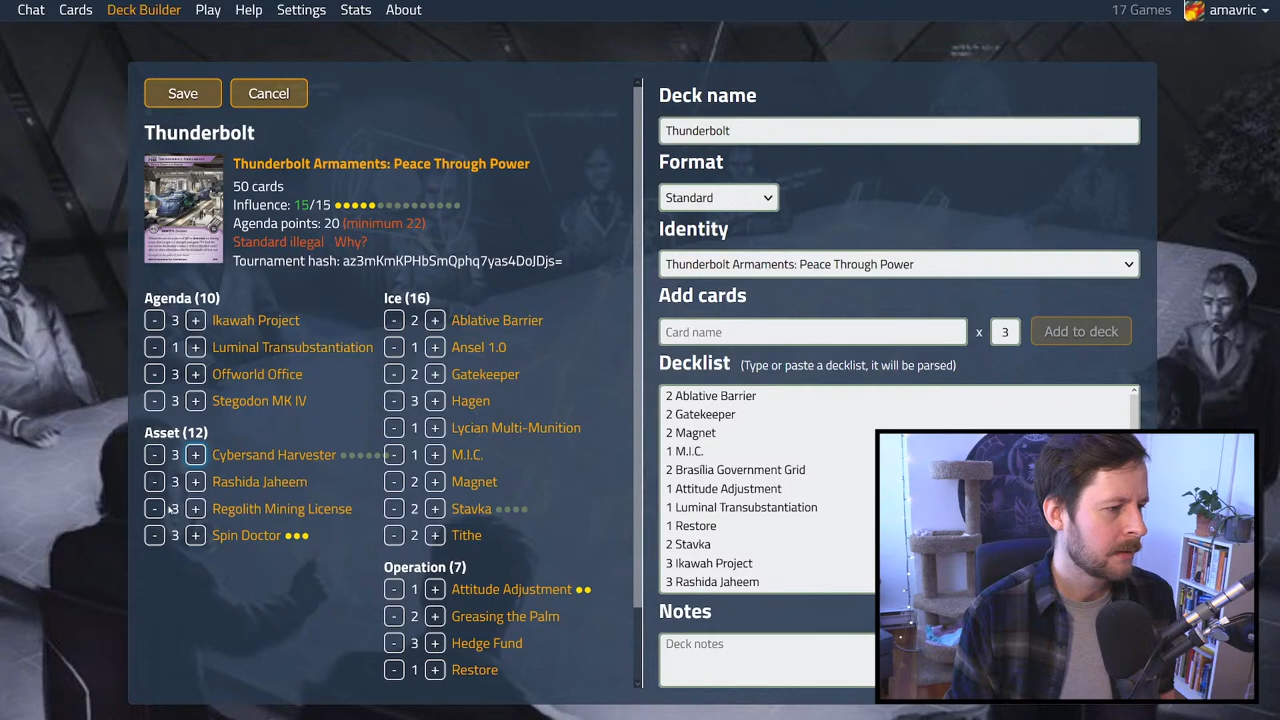 Chat Cards Deck Builder Play Help Settings Stats About 17 Games amavric
Save Cancel
Thunderbolt
Thunderbolt Armaments: Peace Through Power
50 cards
Influence: 15/15
Agenda points: 20 (minimum 22)
Standard illegal Why?
Tournament hash: az3mKmKPHbSmQphq7yas4DoJDjs=
Agenda (10)
- 3 + Ikawah Project
- 1 + Luminal Transubstantiation
- 3 + Offworld Office
- 3 + Stegodon MK IV
Asset (12)
- 3 + Cybersand Harvester
- 3 + Rashida Jaheem
- 3 + Regolith Mining License
- 3 + Spin Doctor
Ice (16)
- 2 + Ablative Barrier
- 1 + Ansel 1.0
- 2 + Gatekeeper
- 3 + Hagen
- 1 + Lycian Multi-Munition
- 1 + M.I.C.
- 2 + Magnet
- 2 + Stavka
- 2 + Tithe
Operation (7)
- 1 + Attitude Adjustment
- 2 + Greasing the Palm
- 3 + Hedge Fund
- 1 + Restore
Deck name
Thunderbolt
Format
Standard
Identity
Thunderbolt Armaments: Peace Through Power
Add cards
Card name x 3 Add to deck
Decklist (Type or paste a decklist, it will be parsed)
2 Ablative Barrier
2 Gatekeeper
2 Magnet
1 M.I.C.
2 Brasília Government Grid
1 Attitude Adjustment
1 Luminal Transubstantiation
1 Restore
2 Stavka
3 Ikawah Project
3 Rashida Jaheem
Notes
Deck notes